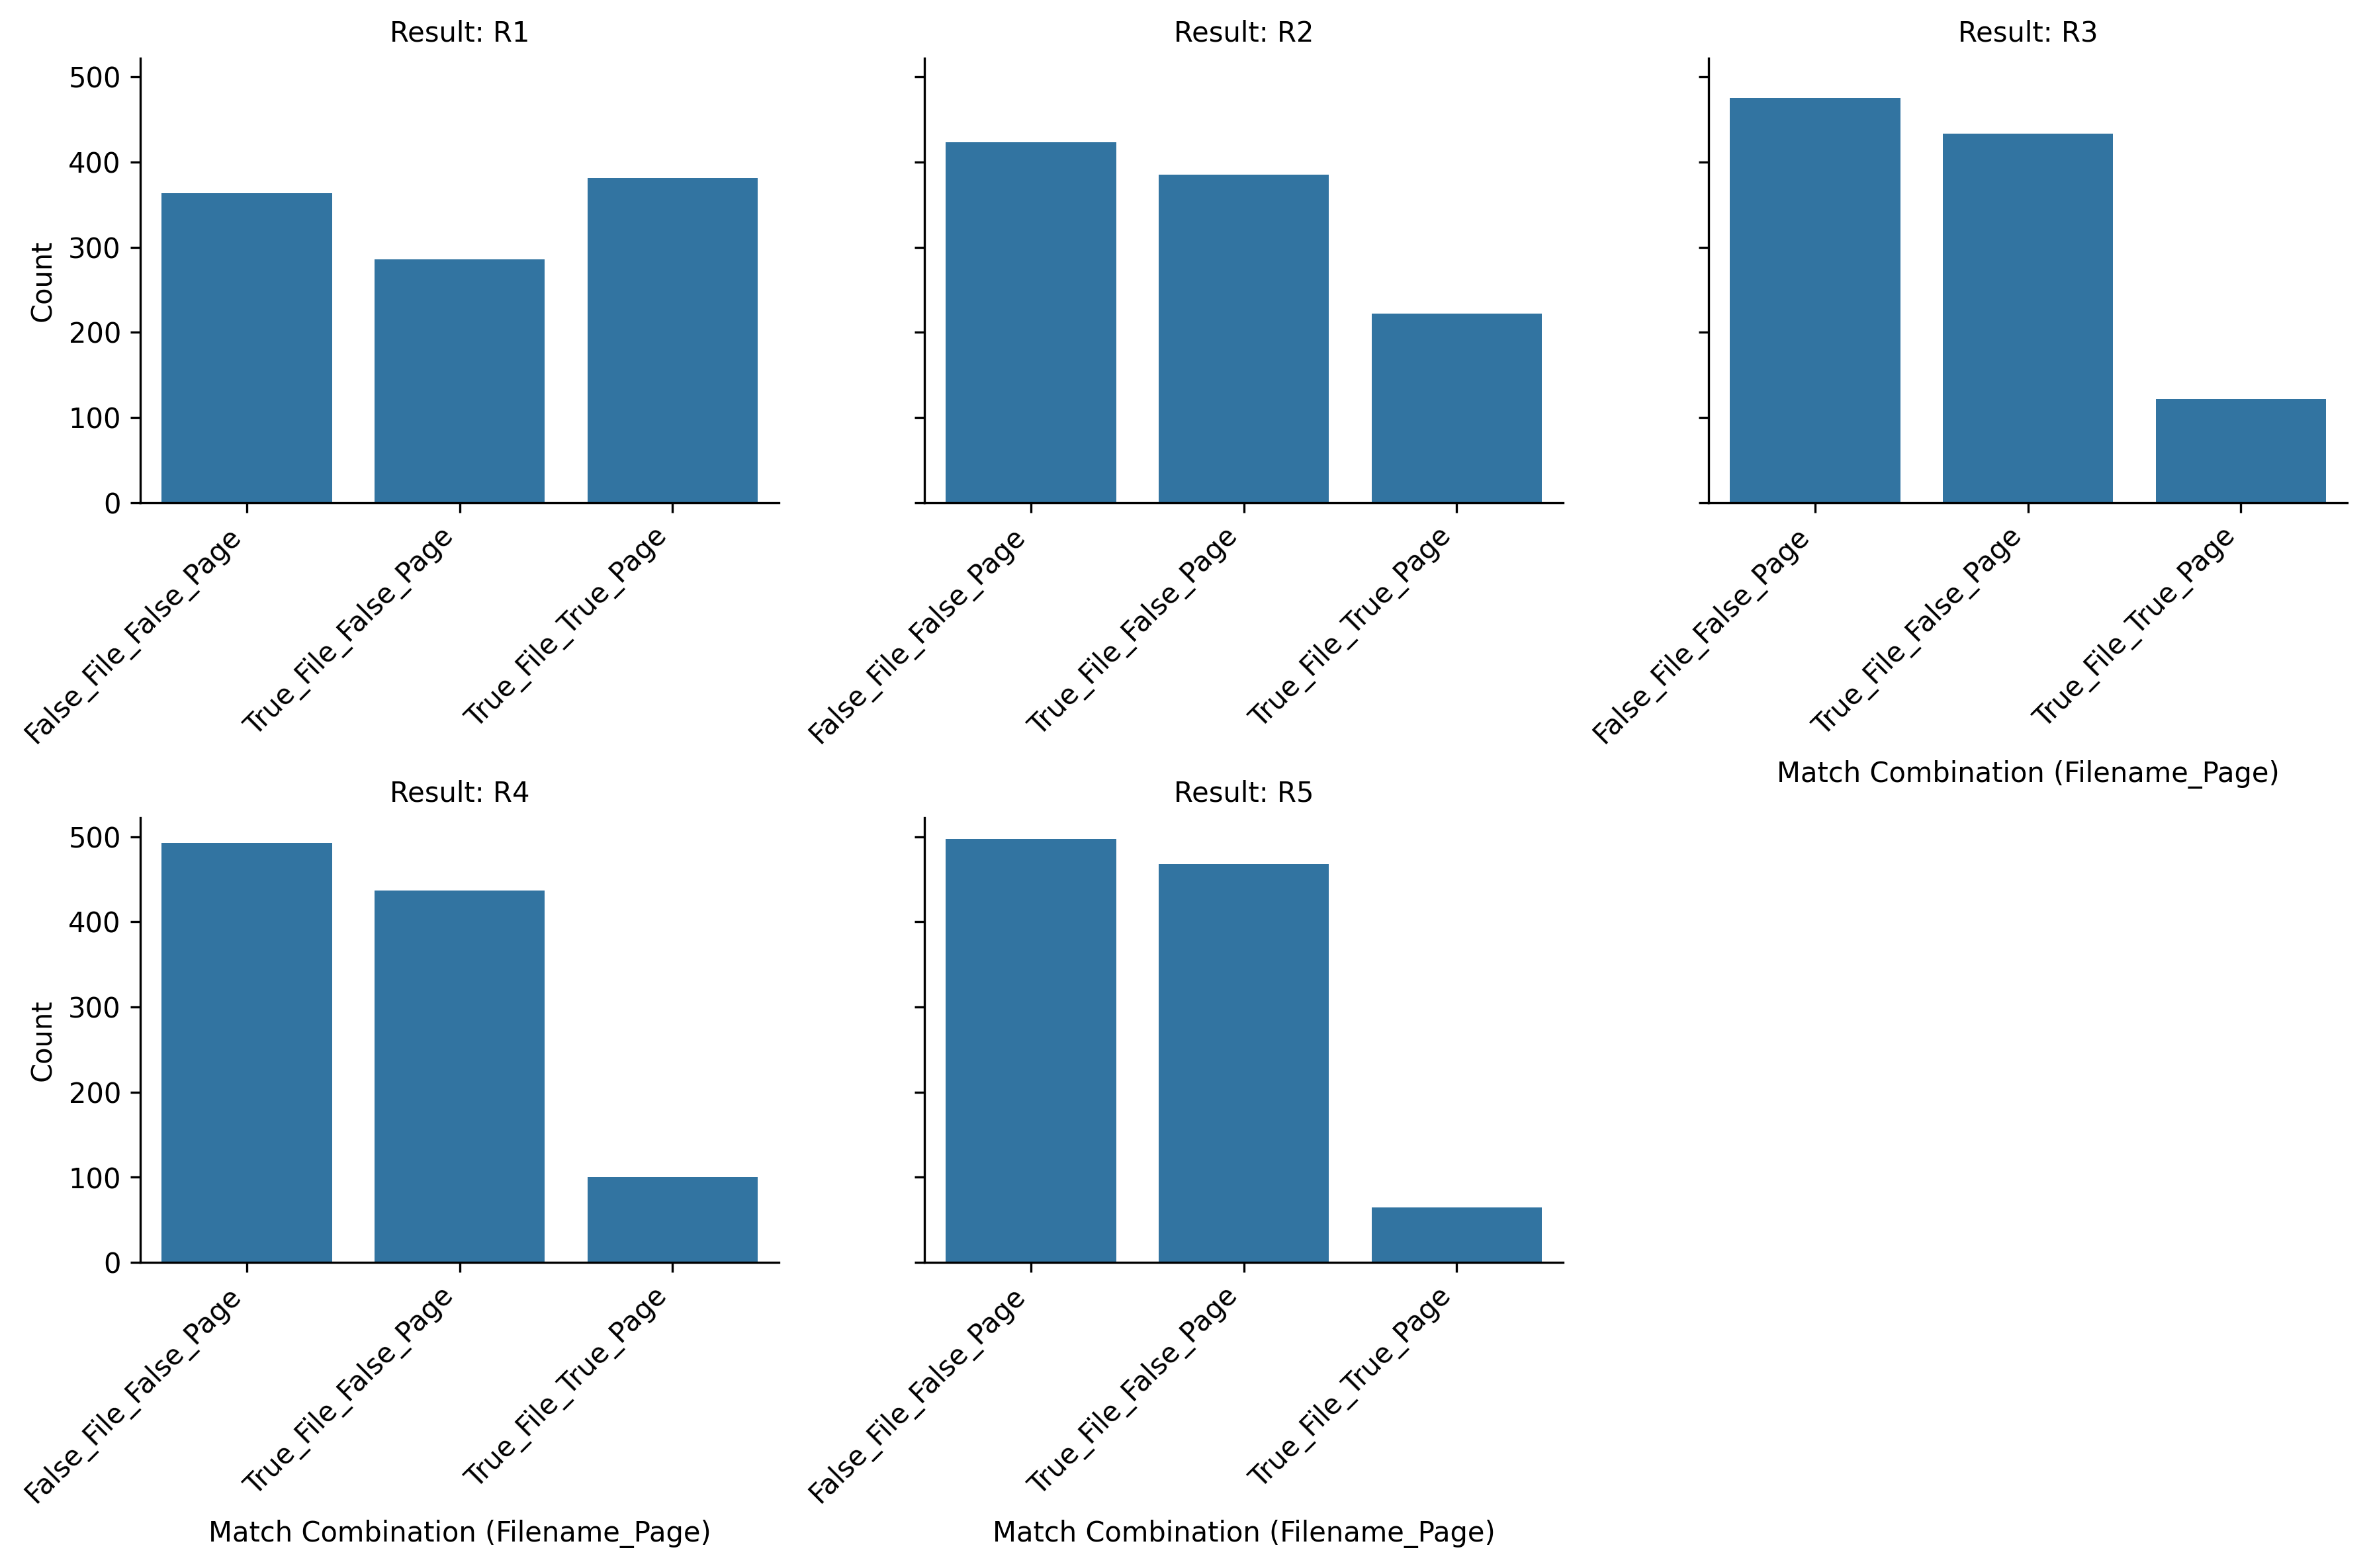 Result: R1
Result: R2
Result: R3
Count
500
400
300
200
100
0
False_File_False_Page
True_File_False_Page
True_File_True_Page
False_File_False_Page
True_File_False_Page
True_File_True_Page
False_File_False_Page
True_File_False_Page
True_File_True_Page
Match Combination (Filename_Page)
Result: R4
Result: R5
Count
500
400
300
200
100
0
False_File_False_Page
True_File_False_Page
True_File_True_Page
False_File_False_Page
True_File_False_Page
True_File_True_Page
Match Combination (Filename_Page)
Match Combination (Filename_Page)